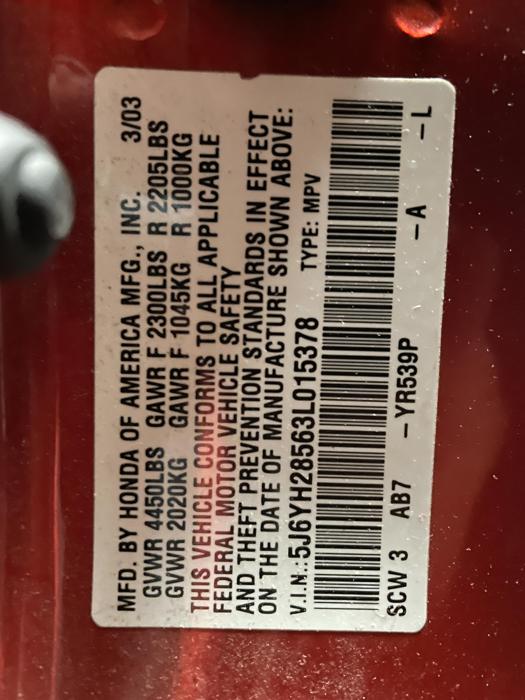 MFD. BY HONDA OF AMERICA MFG., INC. 3/03
GVWR 4450LBS GAWR F 2300LBS R 2205LBS
GVWR 2020KG GAWR F 1045KG R 1000KG
THIS VEHICLE CONFORMS TO ALL APPLICABLE
FEDERAL MOTOR VEHICLE SAFETY
AND THEFT PREVENTION STANDARDS IN EFFECT
ON THE DATE OF MANUFACTURE SHOWN ABOVE:
V.I.N.:5J6YH28563L015378 TYPE: MPV
SCW 3 AB7 -YR539P -A -L